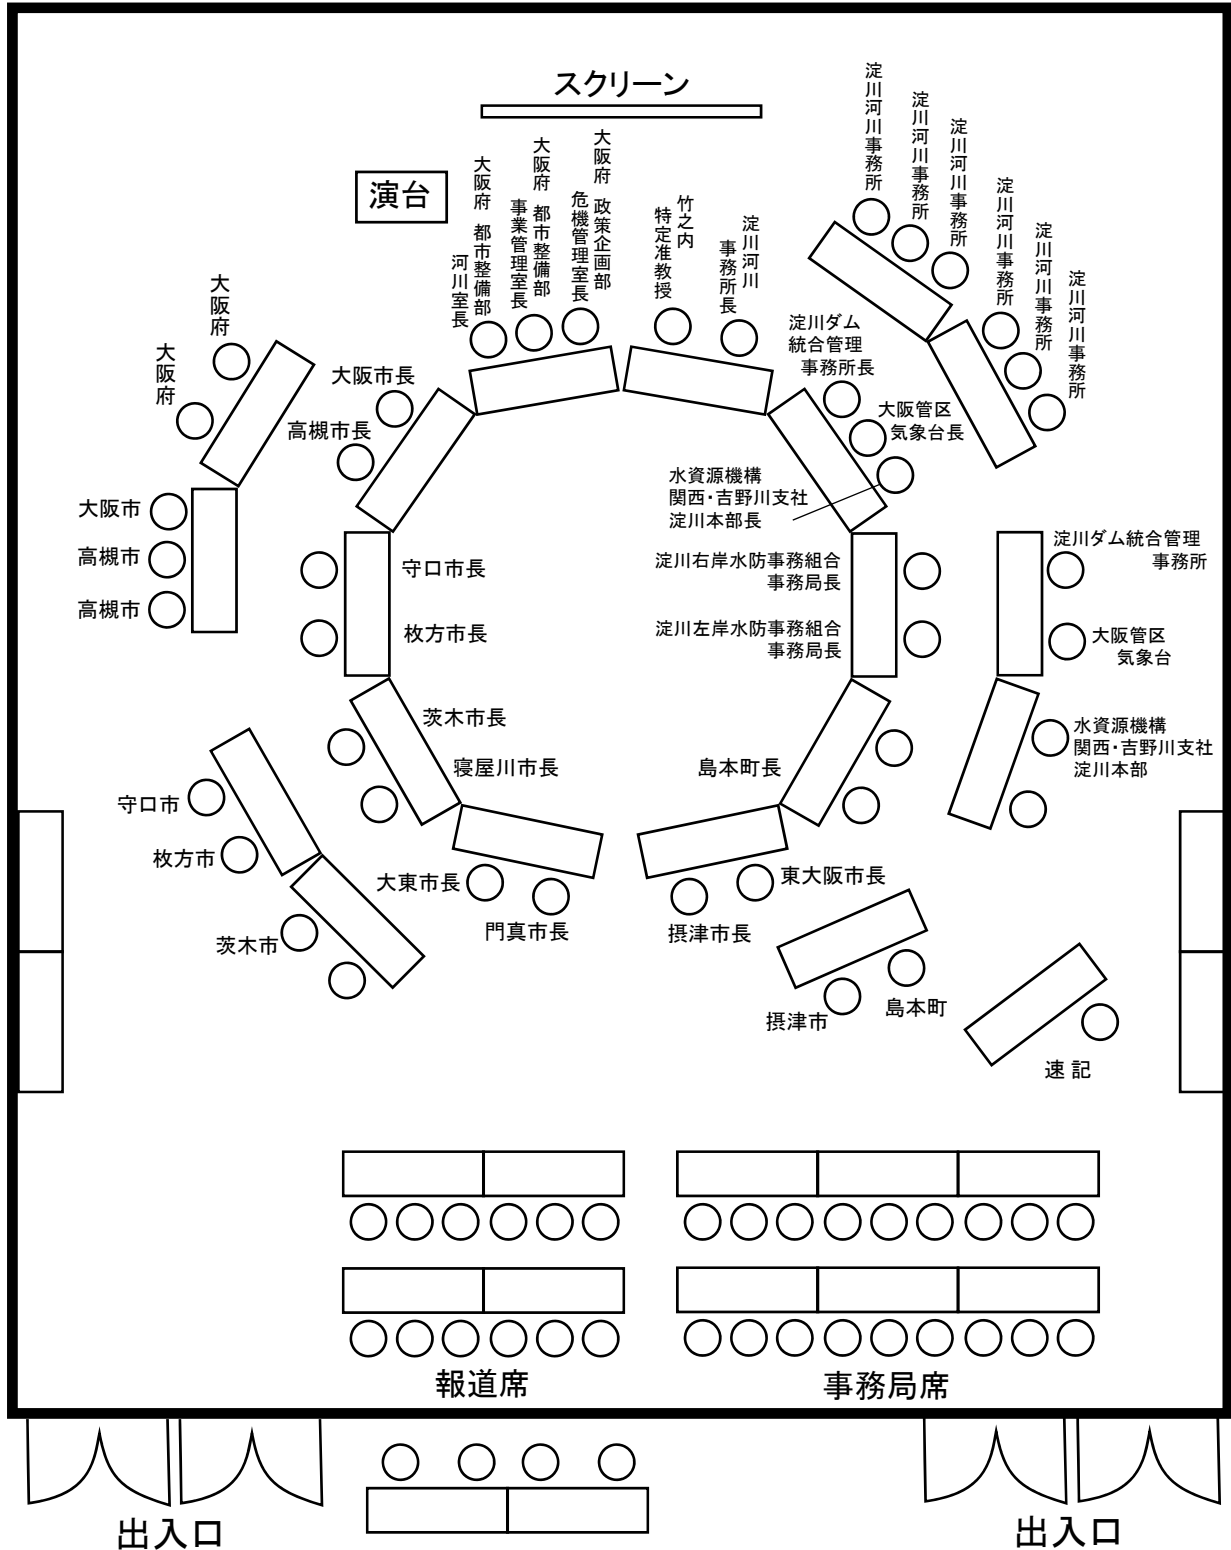 スクリーン
演台
大阪府 都市整備部
河川室長
大阪府 都市整備部
事業管理室長
大阪府 政策企画部
危機管理室長
竹之内
特定准教授
淀川河川
事務所長
淀川河川事務所
淀川河川事務所
淀川河川事務所
淀川河川事務所
淀川河川事務所
淀川河川事務所
大阪府
大阪府
大阪市長
高槻市長
淀川ダム
統合管理
事務所長
大阪管区
気象台長
水資源機構
関西・吉野川支社
淀川本部長
大阪市
高槻市
高槻市
守口市長
枚方市長
淀川右岸水防事務組合
事務局長
淀川左岸水防事務組合
事務局長
淀川ダム統合管理
事務所
大阪管区
気象台
茨木市長
寝屋川市長
島本町長
水資源機構
関西・吉野川支社
淀川本部
守口市
枚方市
茨木市
大東市長
門真市長
摂津市長
東大阪市長
摂津市
島本町
速記
報道席
事務局席
出入口
出入口